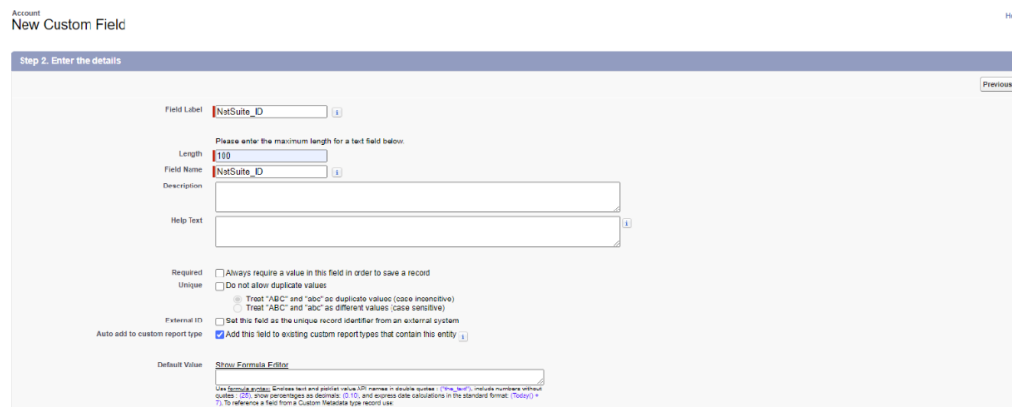 Account
New Custom Field
Step 2. Enter the details
Previous
Field Label NetSuite_ID i
Please enter the maximum length for a text field below.
Length 100
Field Name NetSuite_ID i
Description
Help Text i
Required Always require a value in this field in order to save a record
Unique Do not allow duplicate values
Treat "ABC" and "abc" as duplicate values (case insensitive)
Treat "ABC" and "abc" as different values (case sensitive)
External ID Set this field as the unique record identifier from an external system
Auto add to custom report type Add this field to existing custom report types that contain this entity i
Default Value Show Formula Editor
Use formula syntax: Enclose text and picklist value API names in double quotes : ("the_text"), include numbers without
quotes : (25), show percentages as decimals: (0.10), and express date calculations in the standard format: (Today() +
7). To reference a field from a Custom Metadata type record use: